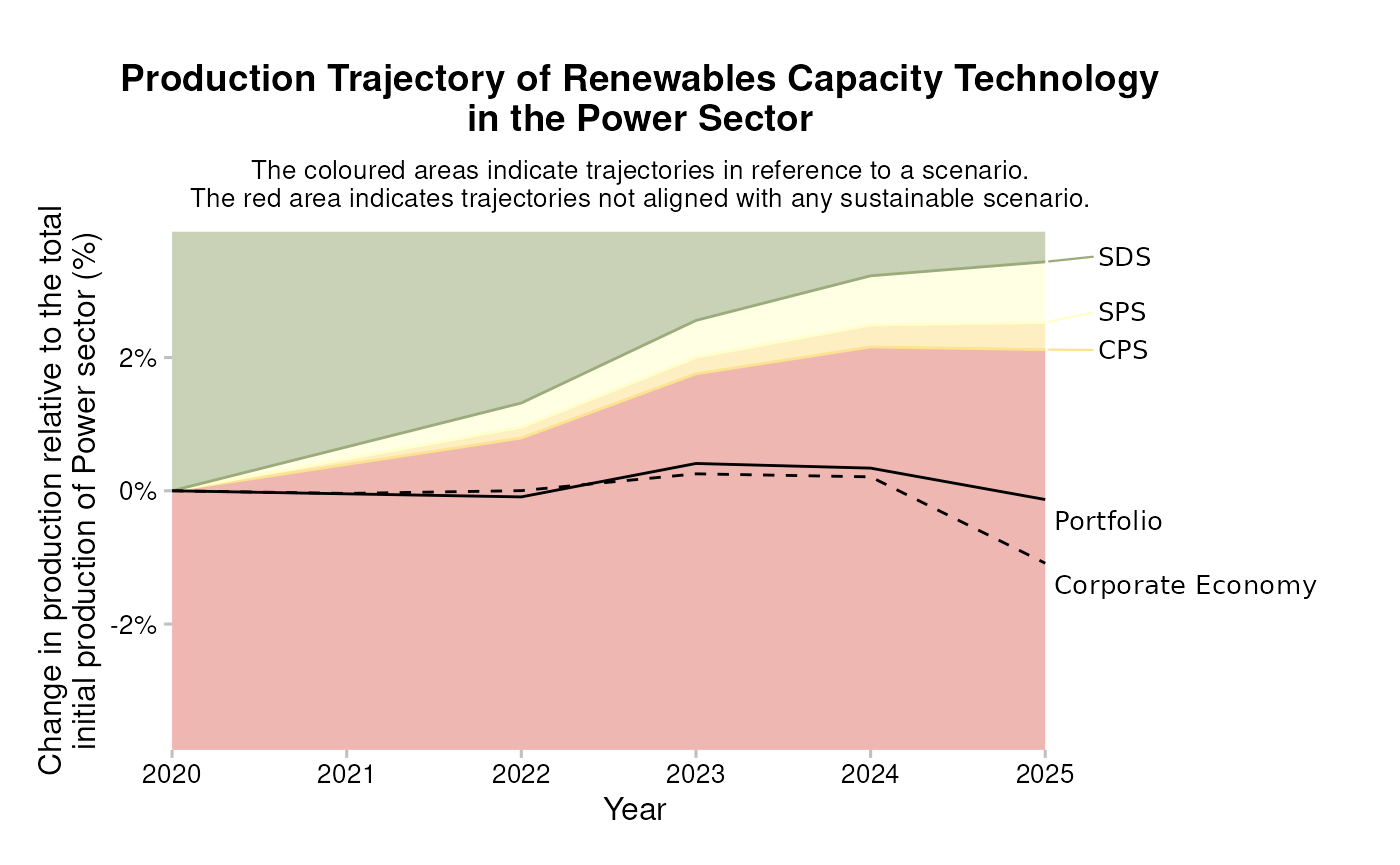 Production Trajectory of Renewables Capacity Technology
in the Power Sector
The coloured areas indicate trajectories in reference to a scenario.
The red area indicates trajectories not aligned with any sustainable scenario.
Change in production relative to the total
initial production of Power sector (%)
2%
0%
-2%
SDS
SPS
CPS
Portfolio
Corporate Economy
2020
2021
2022
2023
2024
2025
Year